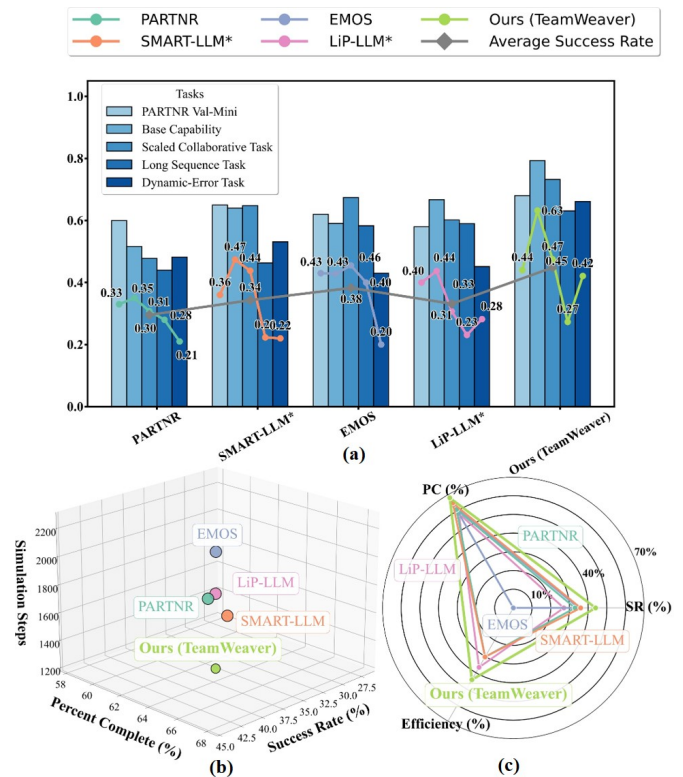 PARTNR EMOS Ours (TeamWeaver)
SMART-LLM* LiP-LLM* Average Success Rate
1.0
0.8
0.6
0.4
0.2
0.0
Tasks
PARTNR Val-Mini
Base Capability
Scaled Collaborative Task
Long Sequence Task
Dynamic-Error Task
0.33
0.35
0.31
0.30
0.28
0.21
0.36
0.47
0.44
0.34
0.22
0.43
0.43
0.46
0.40
0.38
0.20
0.40
0.44
0.33
0.31
0.23
0.28
0.44
0.63
0.47
0.45
0.27
0.42
PARTNR
SMART-LLM*
EMOS
LiP-LLM*
Ours (TeamWeaver)
(a)
Simulation Steps
2200
2000
1800
1600
1400
1200
EMOS
LiP-LLM
PARTNR
SMART-LLM
Ours (TeamWeaver)
58
60
62
64
66
68
Percent Complete (%)
45.0
42.5
40.0
37.5
35.0
32.5
30.0
27.5
Success Rate (%)
(b)
PC (%)
PARTNR
70%
LiP-LLM
40%
10%
SR (%)
EMOS
SMART-LLM
Ours (TeamWeaver)
Efficiency (%)
(c)